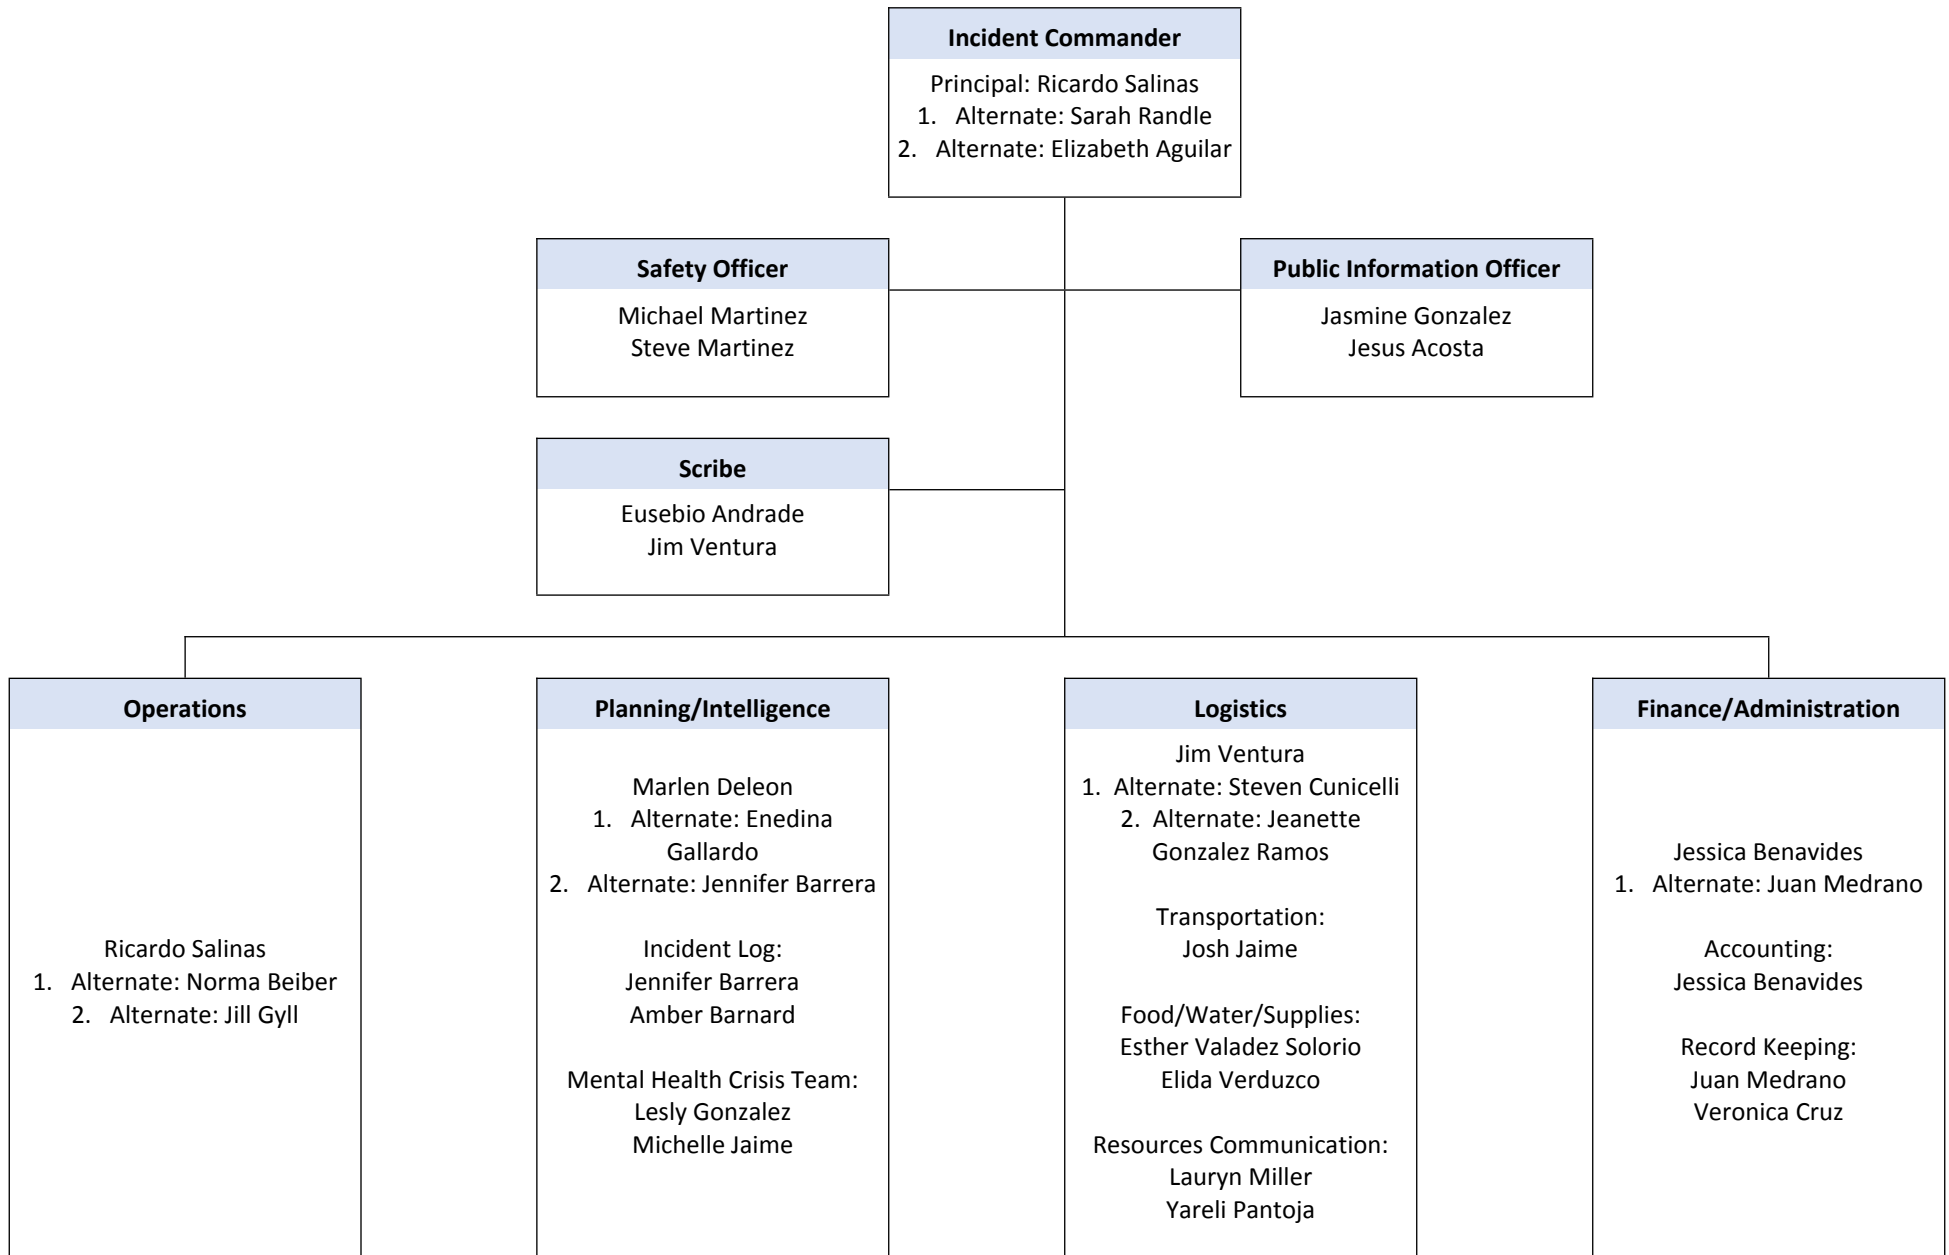 Incident Commander
Principal: Ricardo Salinas
1. Alternate: Sarah Randle
2. Alternate: Elizabeth Aguilar
Safety Officer
Michael Martinez
Steve Martinez
Public Information Officer
Jasmine Gonzalez
Jesus Acosta
Scribe
Eusebio Andrade
Jim Ventura
Operations
Ricardo Salinas
1. Alternate: Norma Beiber
2. Alternate: Jill Gyll
Planning/Intelligence
Marlen Deleon
1. Alternate: Enedina
Gallardo
2. Alternate: Jennifer Barrera
Incident Log:
Jennifer Barrera
Amber Barnard
Mental Health Crisis Team:
Lesly Gonzalez
Michelle Jaime
Logistics
Jim Ventura
1. Alternate: Steven Cunicelli
2. Alternate: Jeanette
Gonzalez Ramos
Transportation:
Josh Jaime
Food/Water/Supplies:
Esther Valadez Solorio
Elida Verduzco
Resources Communication:
Lauryn Miller
Yareli Pantoja
Finance/Administration
Jessica Benavides
1. Alternate: Juan Medrano
Accounting:
Jessica Benavides
Record Keeping:
Juan Medrano
Veronica Cruz